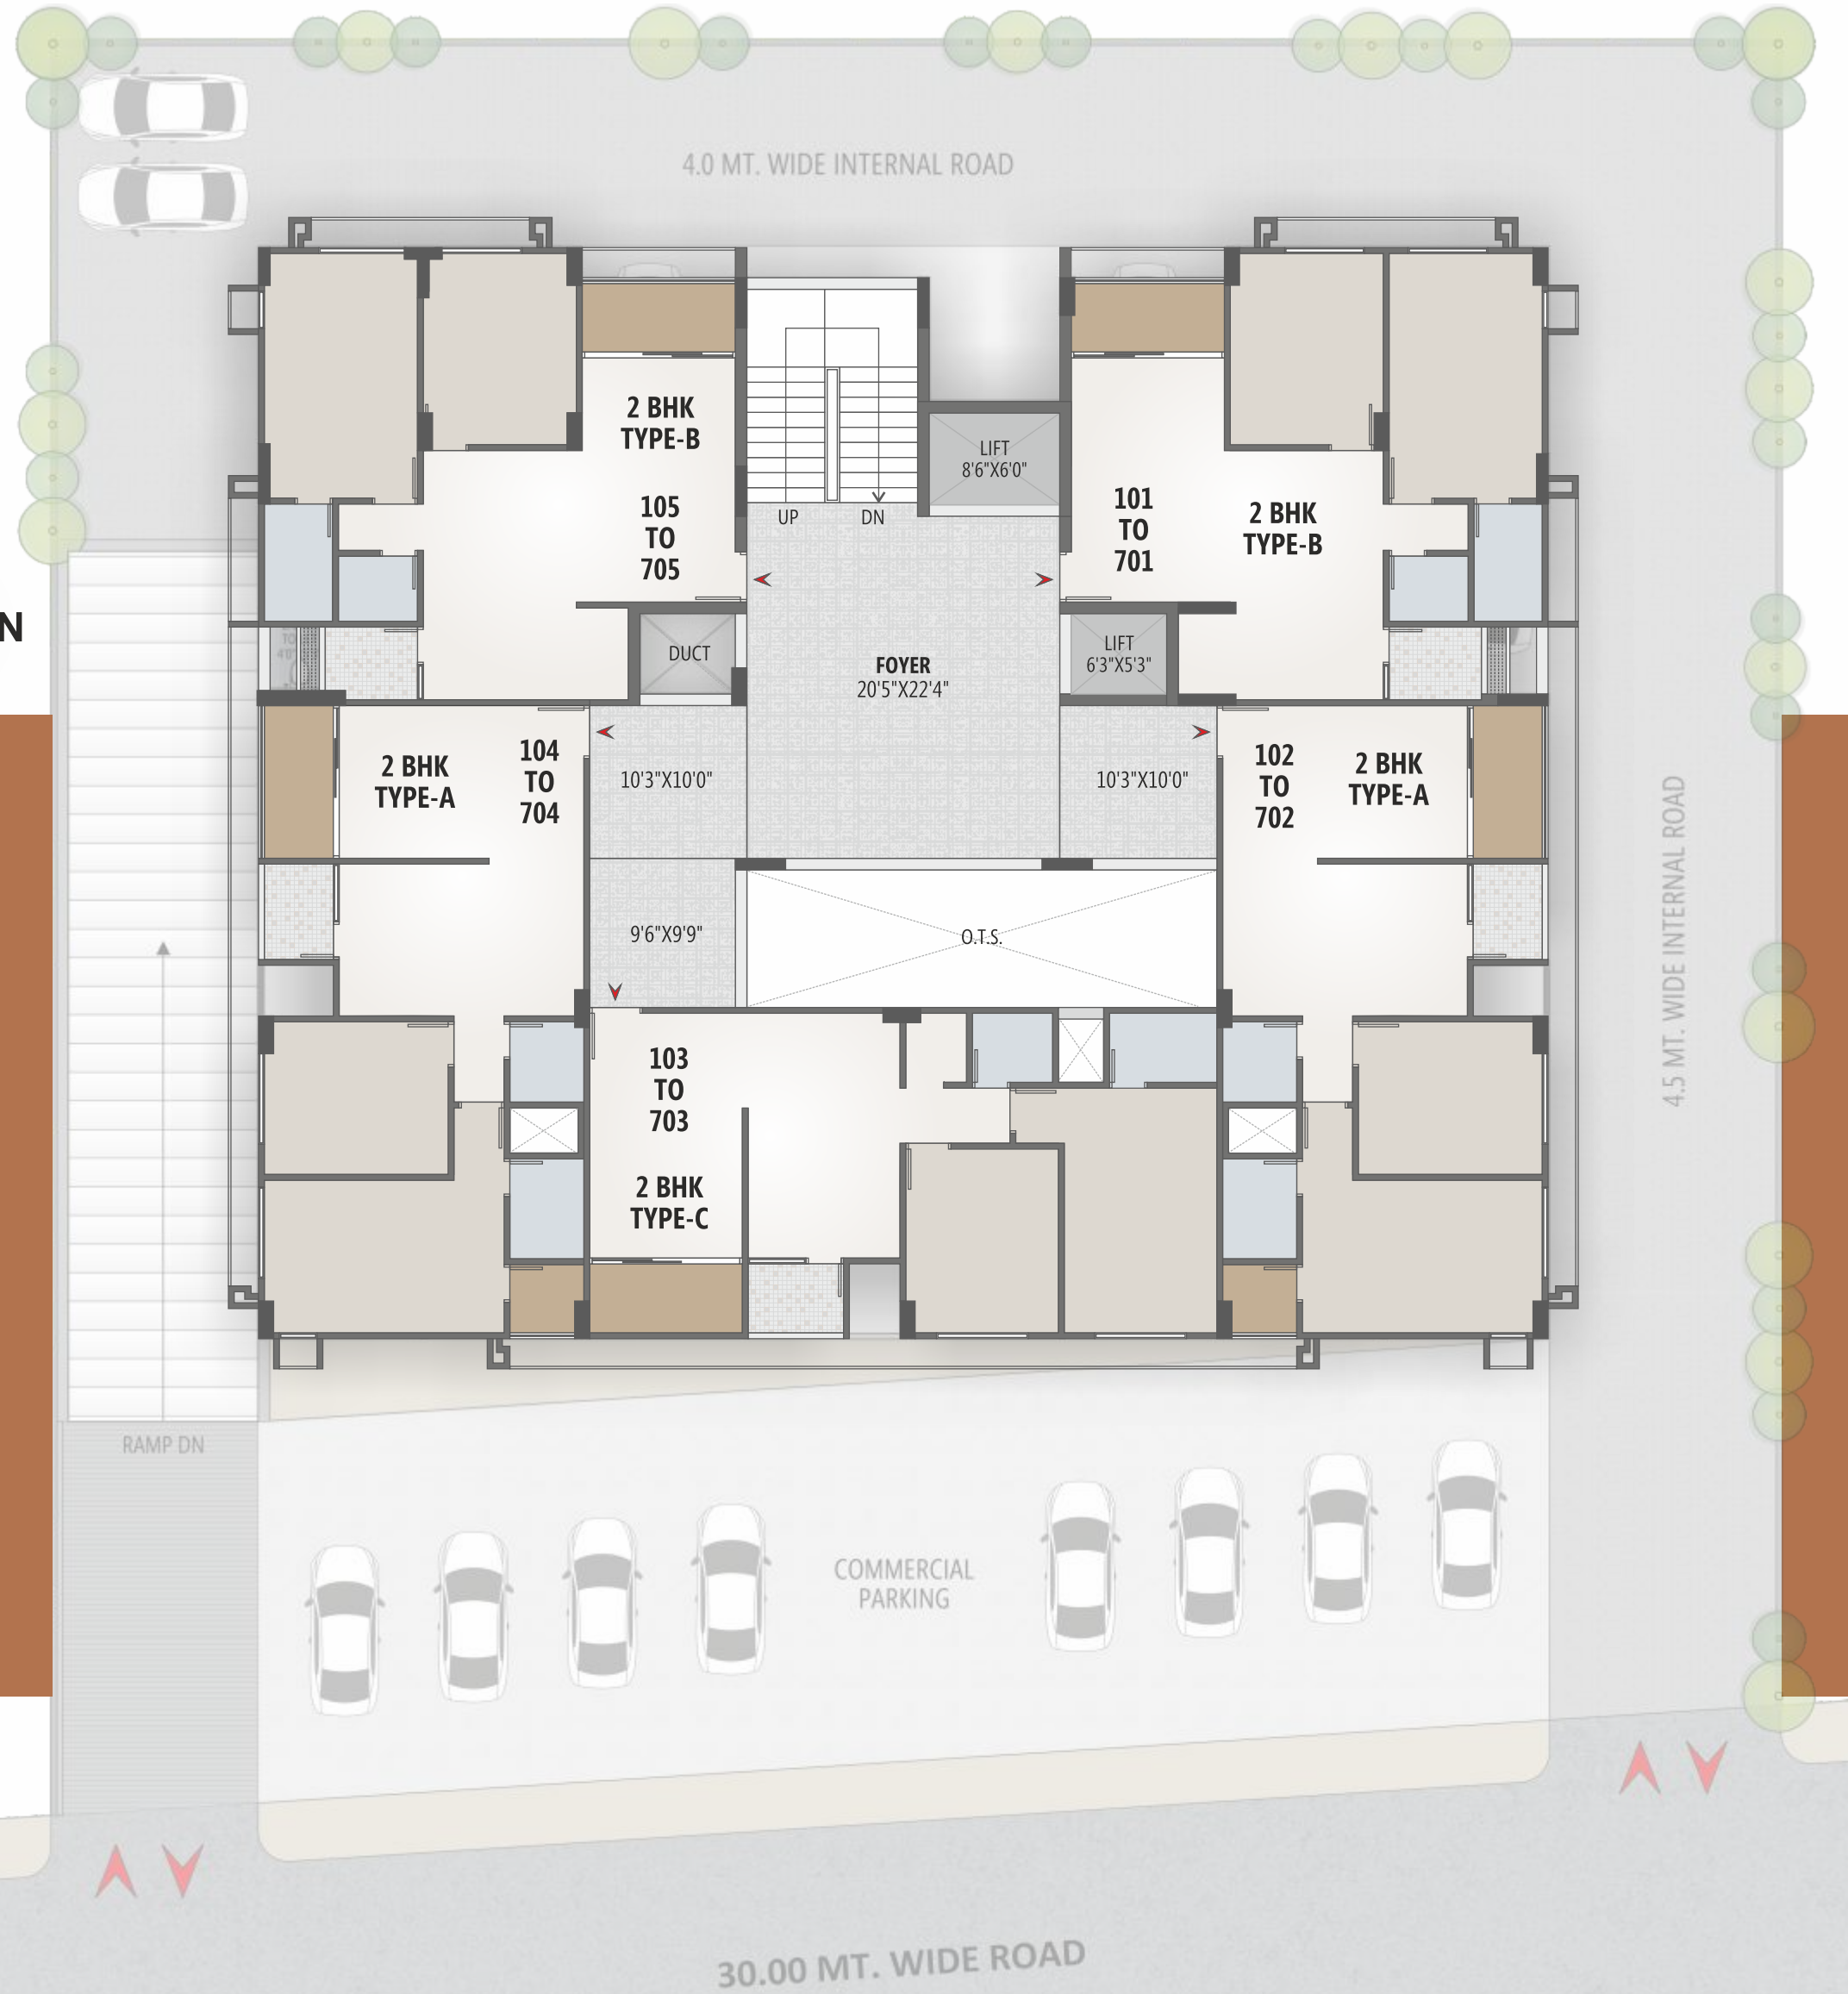 4.0 MT. WIDE INTERNAL ROAD
2 BHK
TYPE-B
105
TO
705
UP
DN
LIFT
8'6"X6'0"
101
TO
701
2 BHK
TYPE-B
N
DUCT
FOYER
20'5"X22'4"
LIFT
6'3"X5'3"
2 BHK
TYPE-A
104
TO
704
10'3"X10'0"
10'3"X10'0"
102
TO
702
2 BHK
TYPE-A
4.5 MT. WIDE INTERNAL ROAD
9'6"X9'9"
O.T.S.
103
TO
703
2 BHK
TYPE-C
RAMP DN
COMMERCIAL
PARKING
30.00 MT. WIDE ROAD